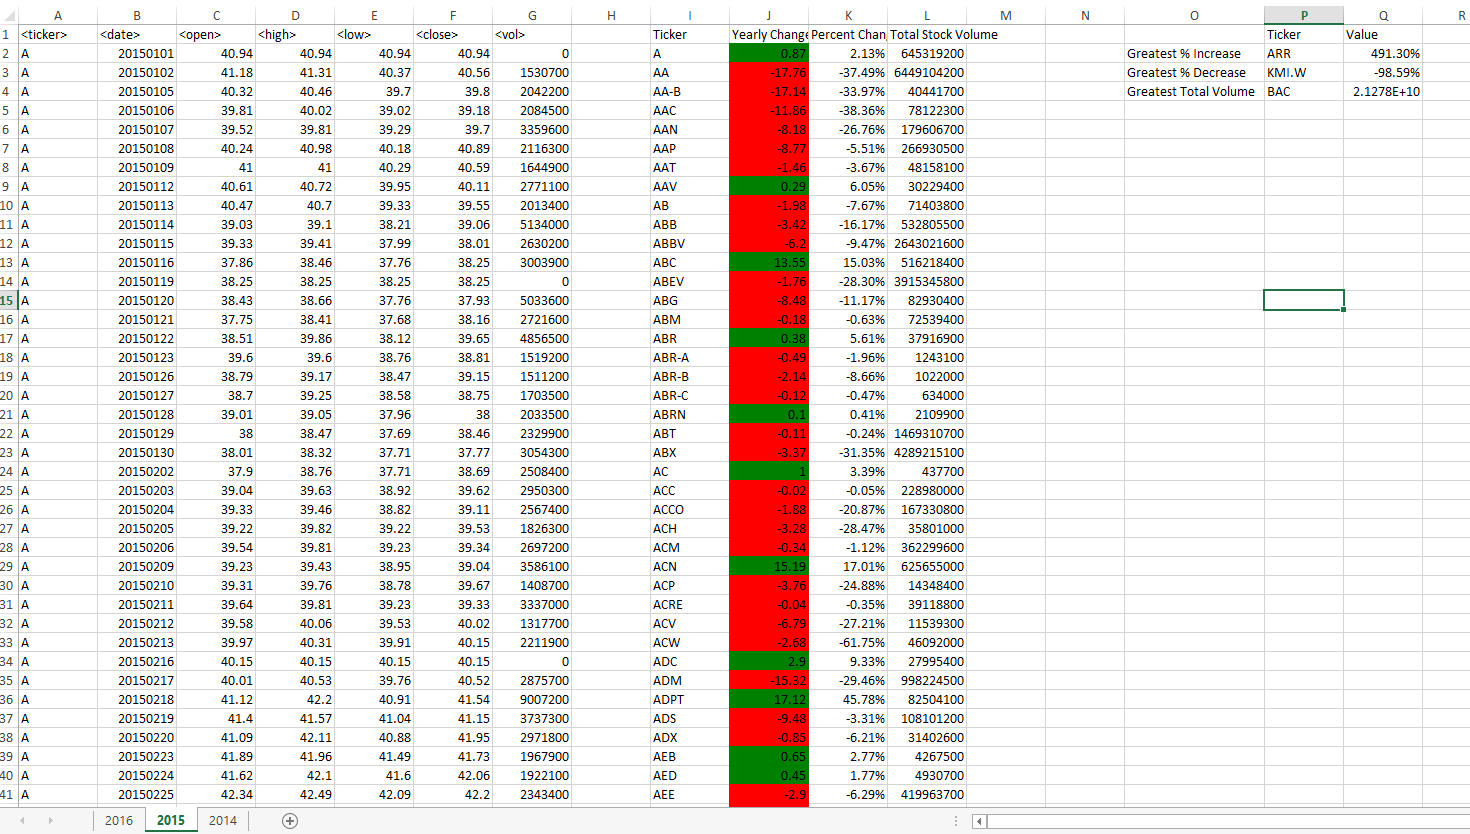 A B C D E F G H I J K L M N O P Q R
1 <ticker> <date> <open> <high> <low> <close> <vol> Ticker Yearly Change Percent Chan Total Stock Volume Ticker Value
2 A 20150101 40.94 40.94 40.94 40.94 0 A 0.87 2.13% 645319200 Greatest % Increase ARR 491.30%
3 A 20150102 41.18 41.31 40.37 40.56 1530700 AA -17.76 -37.49% 6449104200 Greatest % Decrease KMI.W -98.59%
4 A 20150105 40.32 40.46 39.7 39.8 2042200 AA-B -17.14 -33.97% 40441700 Greatest Total Volume BAC 2.1278E+10
5 A 20150106 39.81 40.02 39.02 39.18 2084500 AAC -11.86 -38.36% 78122300
6 A 20150107 39.52 39.81 39.29 39.7 3359600 AAN -8.18 -26.76% 179606700
7 A 20150108 40.24 40.98 40.18 40.89 2116300 AAP -8.77 -5.51% 266930500
8 A 20150109 41 41 40.29 40.59 1644900 AAT -1.46 -3.67% 48158100
9 A 20150112 40.61 40.72 39.95 40.11 2771100 AAV 0.29 6.05% 30229400
10 A 20150113 40.47 40.7 39.33 39.55 2013400 AB -1.98 -7.67% 71403800
11 A 20150114 39.03 39.1 38.21 39.06 5134000 ABB -3.42 -16.17% 532805500
12 A 20150115 39.33 39.41 37.99 38.01 2630200 ABBV -6.2 -9.47% 2643021600
13 A 20150116 37.86 38.46 37.76 38.25 3003900 ABC 13.55 15.03% 516218400
14 A 20150119 38.25 38.25 38.25 38.25 0 ABEV -1.76 -28.30% 3915345800
15 A 20150120 38.43 38.66 37.76 37.93 5033600 ABG -8.48 -11.17% 82930400
16 A 20150121 37.75 38.41 37.68 38.16 2721600 ABM -0.18 -0.63% 72539400
17 A 20150122 38.51 39.86 38.12 39.65 4856500 ABR 0.38 5.61% 37916900
18 A 20150123 39.6 39.6 38.76 38.81 1519200 ABR-A -0.49 -1.96% 1243100
19 A 20150126 38.79 39.17 38.47 39.15 1511200 ABR-B -2.14 -8.66% 1022000
20 A 20150127 38.7 39.25 38.58 38.75 1703500 ABR-C -0.12 -0.47% 634000
21 A 20150128 39.01 39.05 37.96 38 2033500 ABRN 0.1 0.41% 2109900
22 A 20150129 38 38.47 37.69 38.46 2329900 ABT -0.11 -0.24% 1469310700
23 A 20150130 38.01 38.32 37.71 37.77 3054300 ABX -3.37 -31.35% 4289215100
24 A 20150202 37.9 38.76 37.71 38.69 2508400 AC 1 3.39% 437700
25 A 20150203 39.04 39.63 38.92 39.62 2950300 ACC -0.02 -0.05% 228980000
26 A 20150204 39.33 39.46 38.82 39.11 2567400 ACCO -1.88 -20.87% 167330800
27 A 20150205 39.22 39.82 39.22 39.53 1826300 ACH -3.28 -28.47% 35801000
28 A 20150206 39.54 39.81 39.23 39.34 2697200 ACM -0.34 -1.12% 362299600
29 A 20150209 39.23 39.43 38.95 39.04 3586100 ACN 15.19 17.01% 625655000
30 A 20150210 39.31 39.76 38.78 39.67 1408700 ACP -3.76 -24.88% 14348400
31 A 20150211 39.64 39.81 39.23 39.33 3337000 ACRE -0.04 -0.35% 39118800
32 A 20150212 39.58 40.06 39.53 40.02 1317700 ACV -6.79 -27.21% 11539300
33 A 20150213 39.97 40.31 39.91 40.15 2211900 ACW -2.68 -61.75% 46092000
34 A 20150216 40.15 40.15 40.15 40.15 0 ADC 2.9 9.33% 27995400
35 A 20150217 40.01 40.53 39.76 40.52 2875700 ADM -15.32 -29.46% 998224500
36 A 20150218 41.12 42.2 40.91 41.54 9007200 ADPT 17.12 45.78% 82504100
37 A 20150219 41.4 41.57 41.04 41.15 3737300 ADS -9.48 -3.31% 108101200
38 A 20150220 41.09 42.11 40.88 41.95 2971800 ADX -0.85 -6.21% 31402600
39 A 20150223 41.89 41.96 41.49 41.73 1967900 AEB 0.65 2.77% 4267500
40 A 20150224 41.62 42.1 41.6 42.06 1922100 AED 0.45 1.77% 4930700
41 A 20150225 42.34 42.49 42.09 42.2 2343400 AEE -2.9 -6.29% 419963700
2016 2015 2014